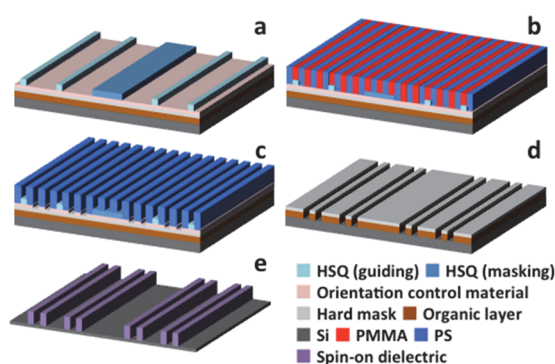 a
b
c
d
e
HSQ (guiding) HSQ (masking)
Orientation control material
Hard mask Organic layer
Si PMMA PS
Spin-on dielectric